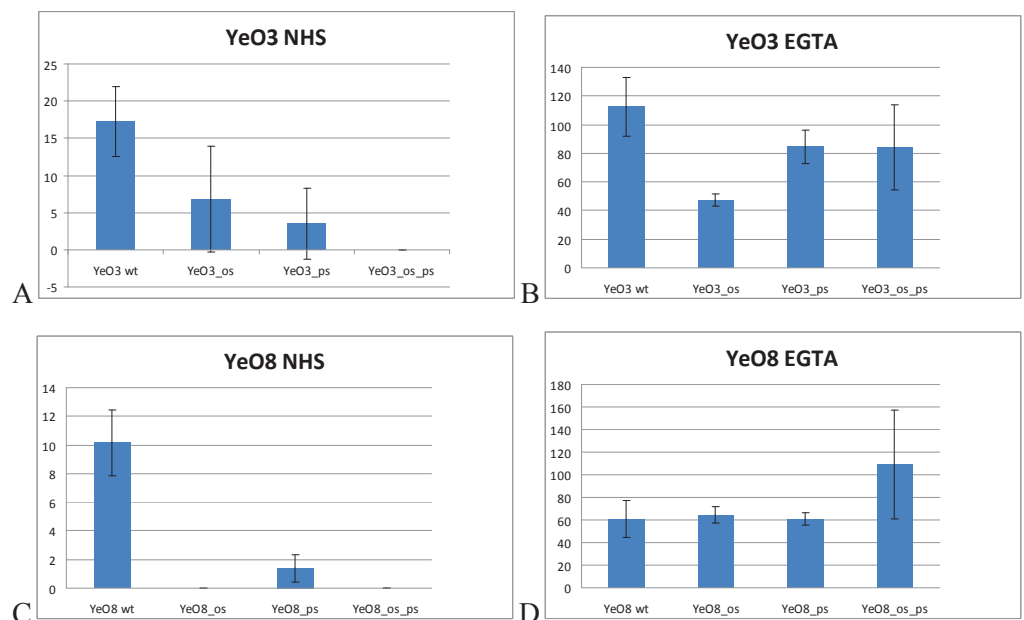 YeO3 NHS
25
20
15
10
5
0
-5
YeO3 wt YeO3_os YeO3_ps YeO3_os_ps
A
YeO3 EGTA
140
120
100
80
60
40
20
0
YeO3 wt YeO3_os YeO3_ps YeO3_os_ps
B
YeO8 NHS
14
12
10
8
6
4
2
0
YeO8 wt YeO8_os YeO8_ps YeO8_os_ps
C
YeO8 EGTA
180
160
140
120
100
80
60
40
20
0
YeO8 wt YeO8_os YeO8_ps YeO8_os_ps
D